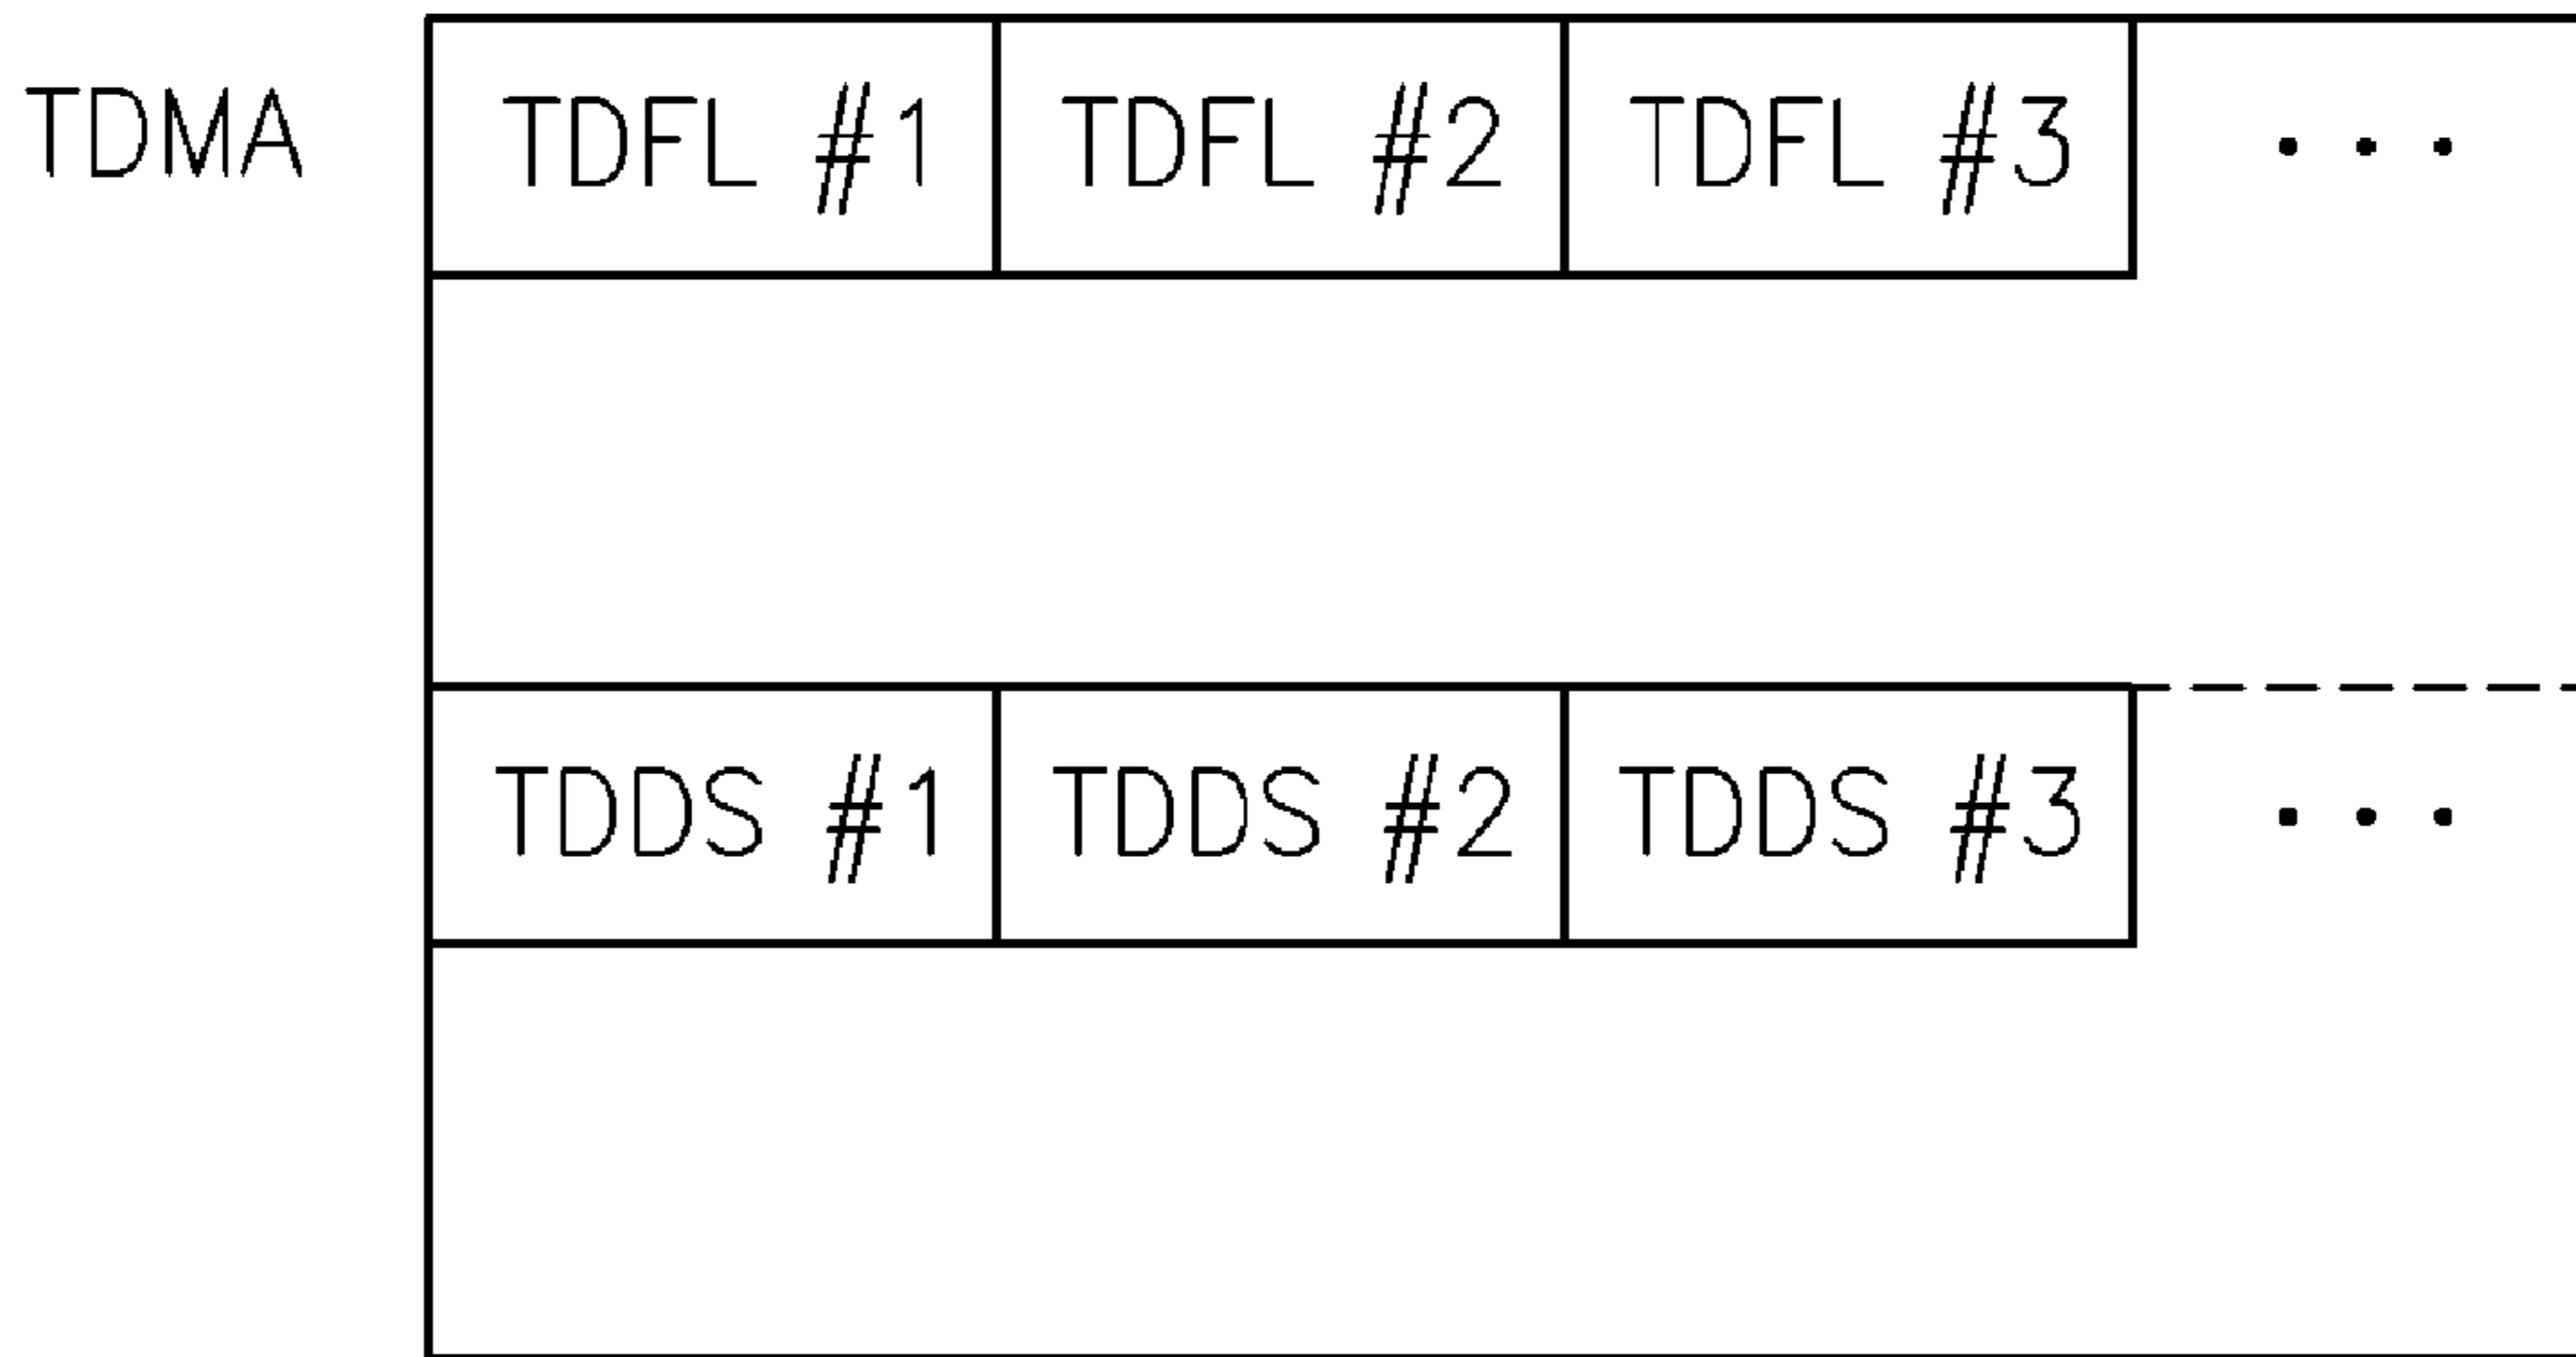 TDMA TDFL #1 TDFL #2 TDFL #3 • • •
TDDS #1 TDDS #2 TDDS #3 • • •